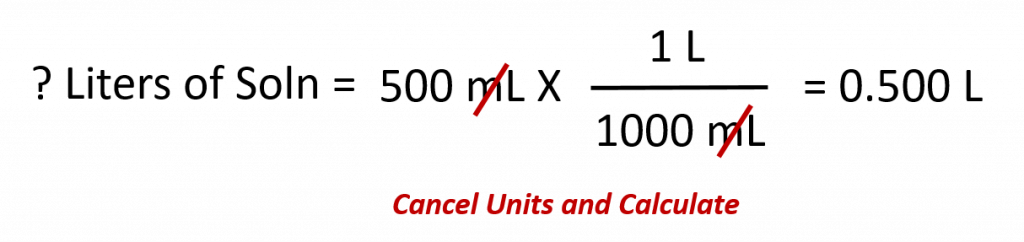 ? Liters of Soln = 500 mL X 1 L = 0.500 L
1000 mL
Cancel Units and Calculate